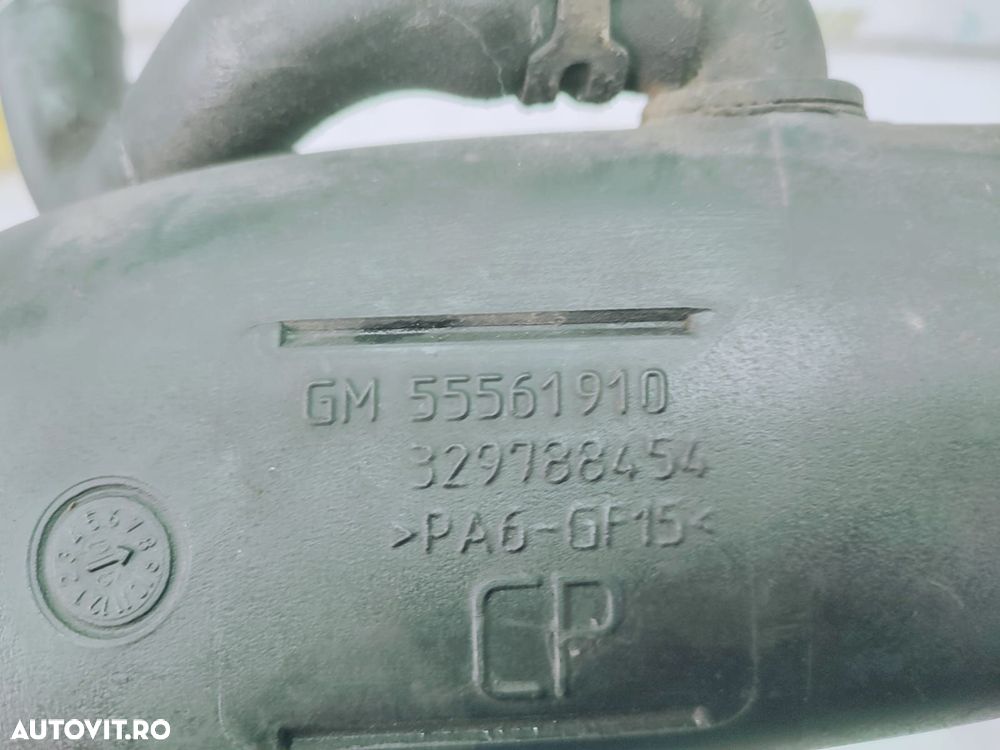 GM 55561910
329788454
>PA6-GF15<
CP
AUTOVIT.RO